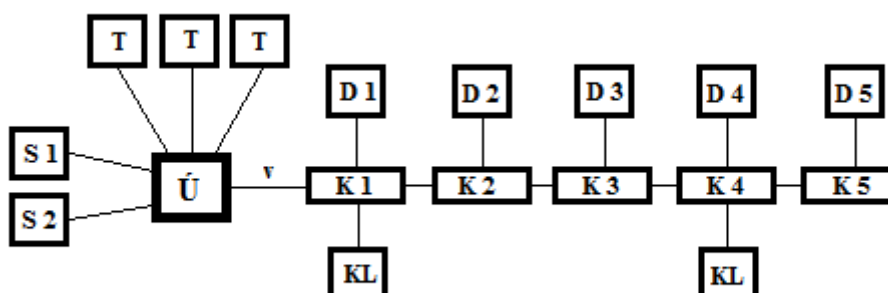 T T T
D 1 D 2 D 3 D 4 D 5
S 1
Ú v K 1 K 2 K 3 K 4 K 5
S 2
KL KL